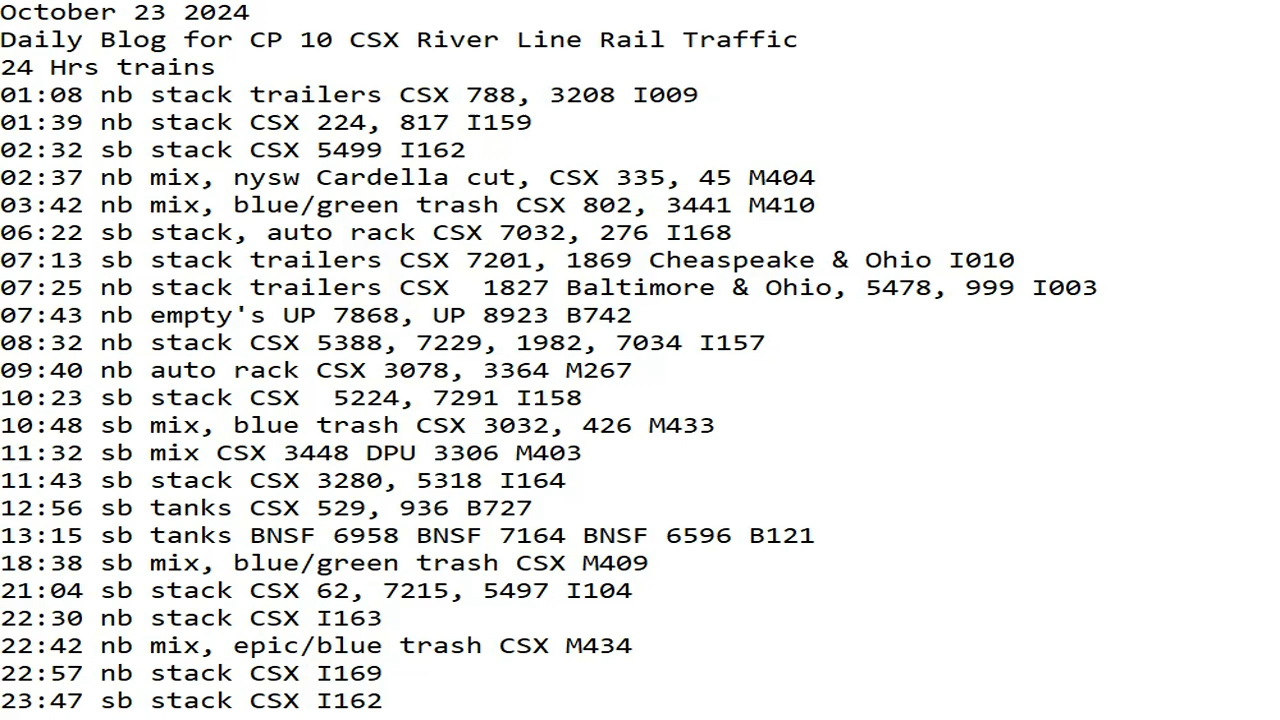 October 23 2024
Daily Blog for CP 10 CSX River Line Rail Traffic
24 Hrs trains
01:08 nb stack trailers CSX 788, 3208 I009
01:39 nb stack CSX 224, 817 I159
02:32 sb stack CSX 5499 I162
02:37 nb mix, nysw Cardella cut, CSX 335, 45 M404
03:42 nb mix, blue/green trash CSX 802, 3441 M410
06:22 sb stack, auto rack CSX 7032, 276 I168
07:13 sb stack trailers CSX 7201, 1869 Cheaspeake & Ohio I010
07:25 nb stack trailers CSX  1827 Baltimore & Ohio, 5478, 999 I003
07:43 nb empty's UP 7868, UP 8923 B742
08:32 nb stack CSX 5388, 7229, 1982, 7034 I157
09:40 nb auto rack CSX 3078, 3364 M267
10:23 sb stack CSX  5224, 7291 I158
10:48 sb mix, blue trash CSX 3032, 426 M433
11:32 sb mix CSX 3448 DPU 3306 M403
11:43 sb stack CSX 3280, 5318 I164
12:56 sb tanks CSX 529, 936 B727
13:15 sb tanks BNSF 6958 BNSF 7164 BNSF 6596 B121
18:38 sb mix, blue/green trash CSX M409
21:04 sb stack CSX 62, 7215, 5497 I104
22:30 nb stack CSX I163
22:42 nb mix, epic/blue trash CSX M434
22:57 nb stack CSX I169
23:47 sb stack CSX I162